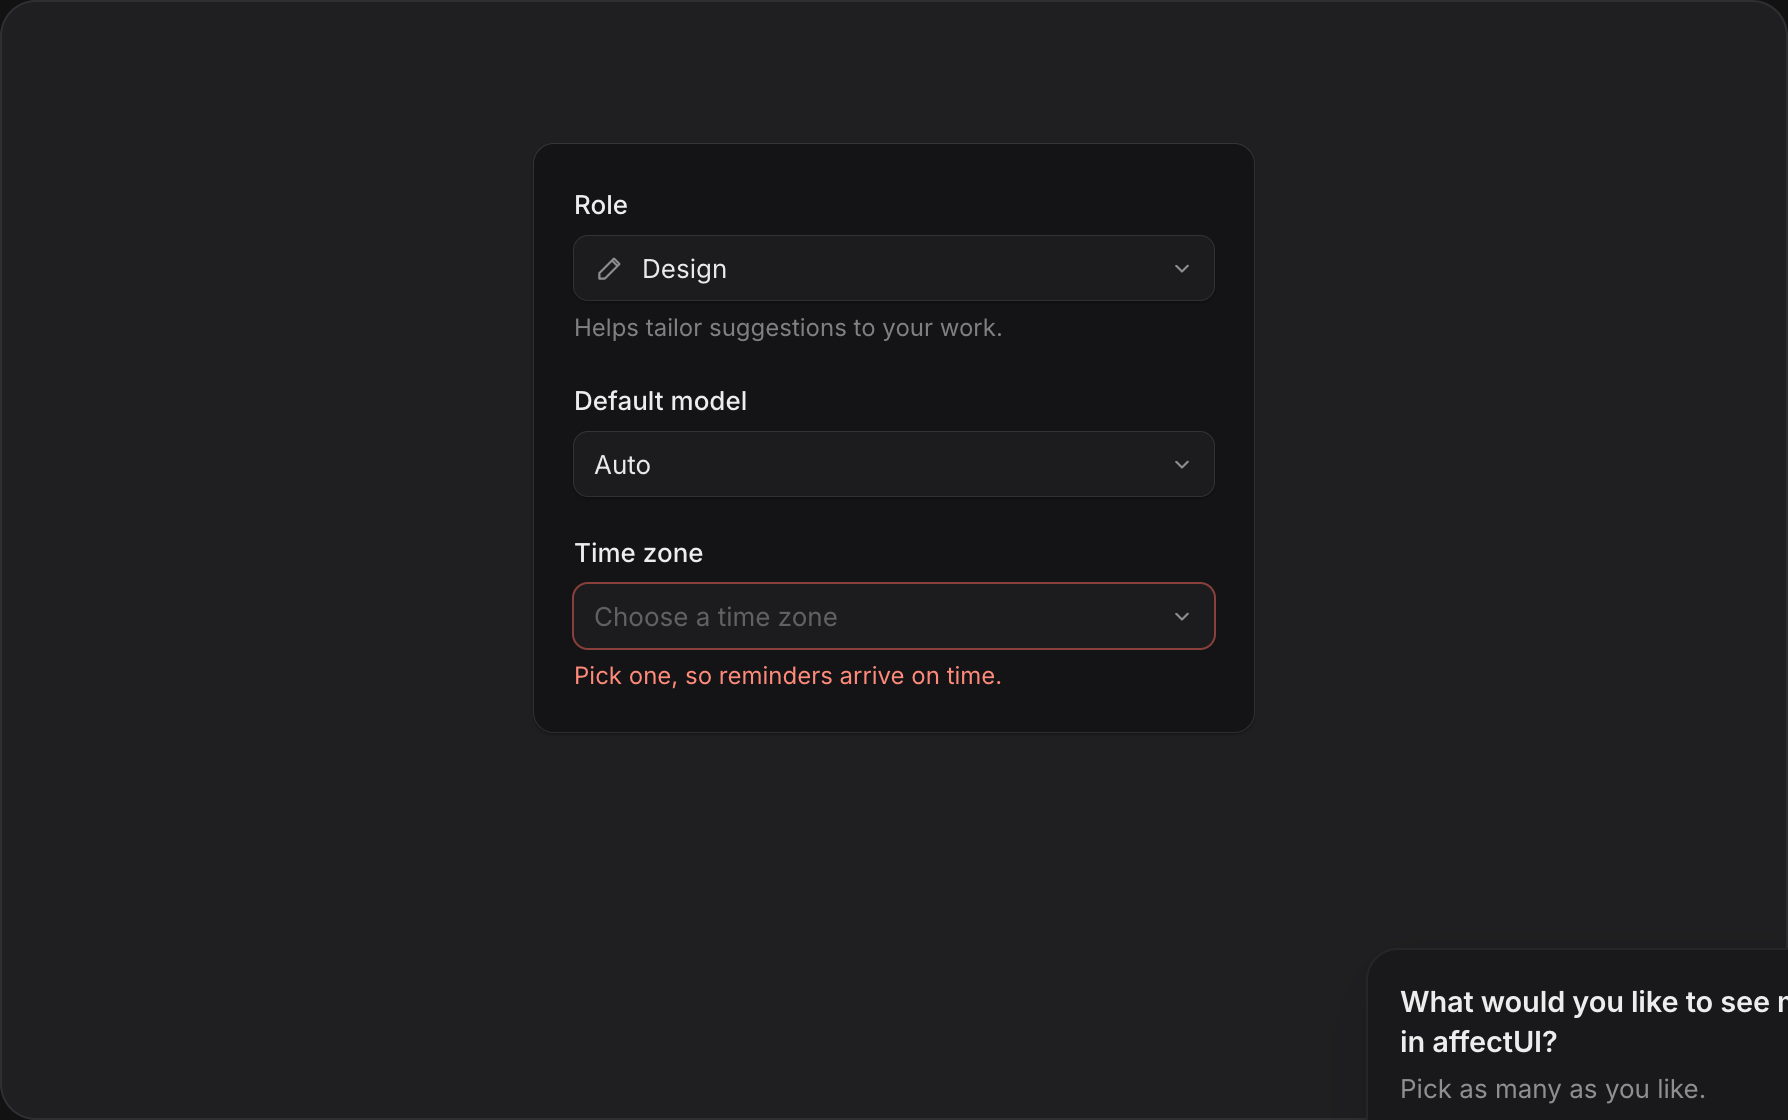 Role
Design
Helps tailor suggestions to your work.
Default model
Auto
Time zone
Choose a time zone
Pick one, so reminders arrive on time.
What would you like to see
in affectUI?
Pick as many as you like.